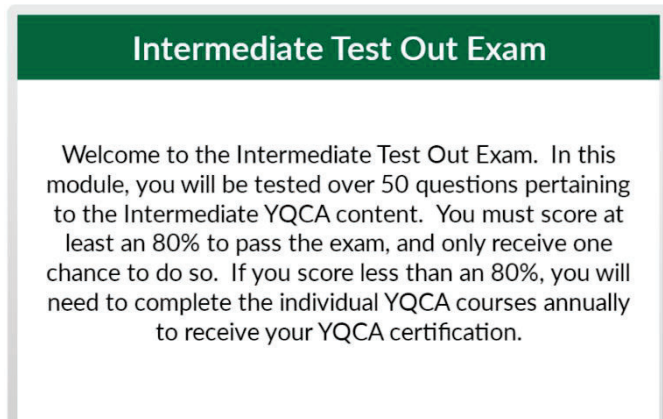 Intermediate Test Out Exam
Welcome to the Intermediate Test Out Exam.  In this
module, you will be tested over 50 questions pertaining
to the Intermediate YQCA content.  You must score at
least an 80% to pass the exam, and only receive one
chance to do so.  If you score less than an 80%, you will
need to complete the individual YQCA courses annually
to receive your YQCA certification.